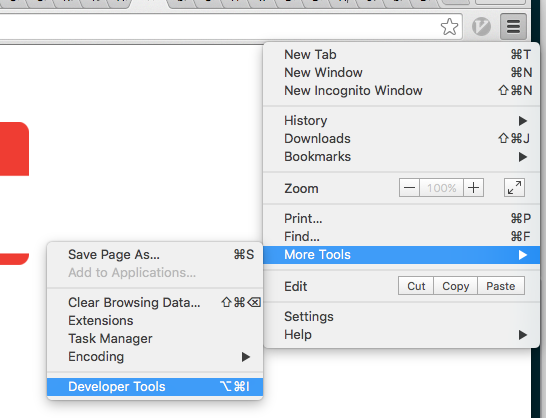 New Tab ⌘T
New Window ⌘N
New Incognito Window ⇧⌘N
History ▶
Downloads ⇧⌘J
Bookmarks ▶
Zoom — 100% +
Print... ⌘P
Find... ⌘F
More Tools ▶
Edit Cut Copy Paste
Settings
Help ▶
Save Page As... ⌘S
Add to Applications...
Clear Browsing Data... ⇧⌘⌫
Extensions
Task Manager
Encoding ▶
Developer Tools ⌥⌘I